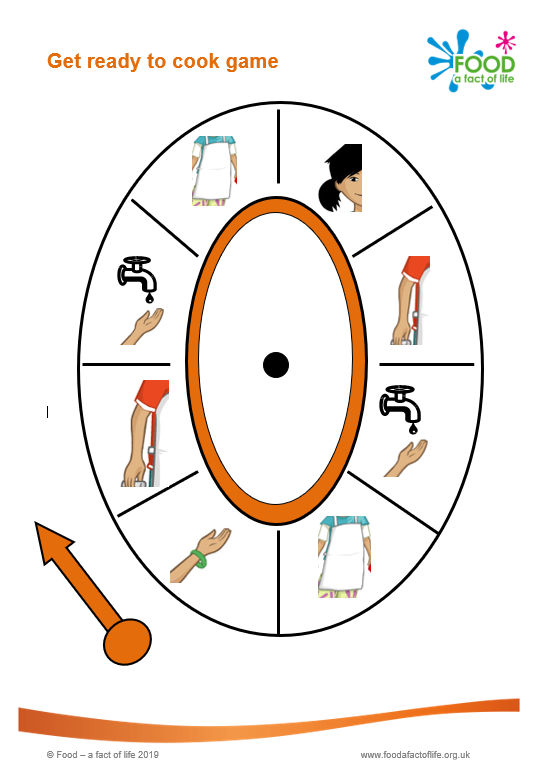 Get ready to cook game
FOOD
a fact of life
© Food – a fact of life 2019
www.foodafactoflife.org.uk